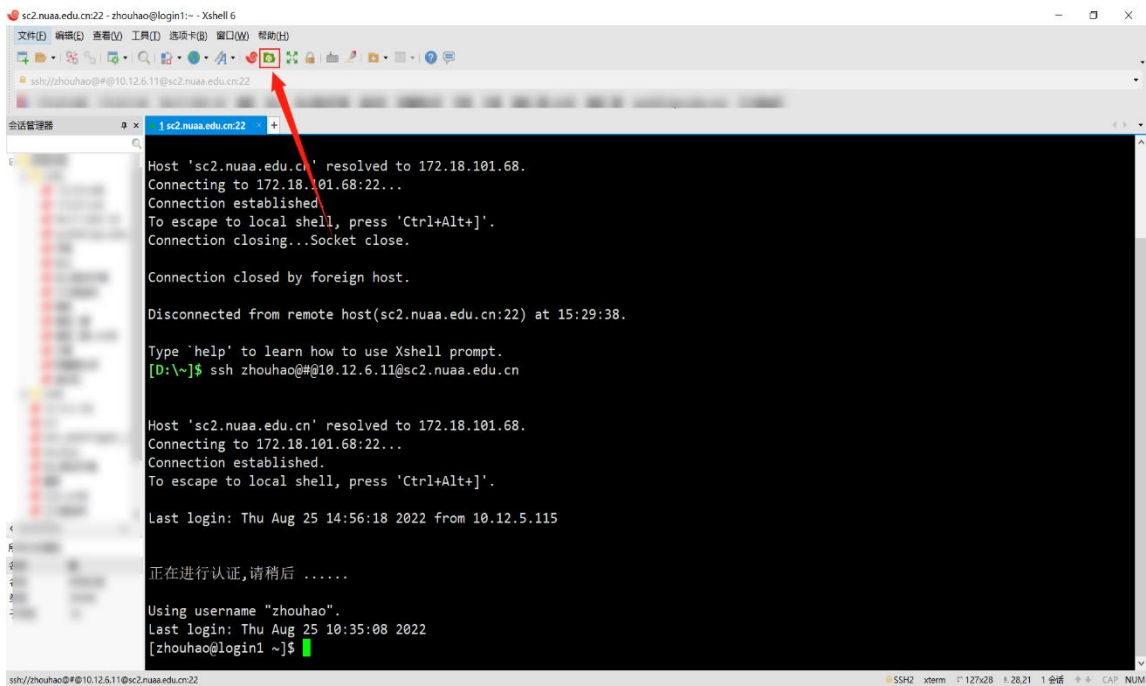 sc2.nuaa.edu.cn:22 - zhouhao@login1:~ - Xshell 6
文件(F) 编辑(E) 查看(V) 工具(T) 选项卡(B) 窗口(W) 帮助(H)
ssh://zhouhao@#@10.12.6.11@sc2.nuaa.edu.cn:22
会话管理器
1 sc2.nuaa.edu.cn:22
Host 'sc2.nuaa.edu.cn' resolved to 172.18.101.68.
Connecting to 172.18.101.68:22...
Connection established.
To escape to local shell, press 'Ctrl+Alt+]'.
Connection closing...Socket close.
Connection closed by foreign host.
Disconnected from remote host(sc2.nuaa.edu.cn:22) at 15:29:38.
Type `help' to learn how to use Xshell prompt.
[D:\~]$ ssh zhouhao@#@10.12.6.11@sc2.nuaa.edu.cn
Host 'sc2.nuaa.edu.cn' resolved to 172.18.101.68.
Connecting to 172.18.101.68:22...
Connection established.
To escape to local shell, press 'Ctrl+Alt+]'.
Last login: Thu Aug 25 14:56:18 2022 from 10.12.5.115
正在进行认证,请稍后 ......
Using username "zhouhao".
Last login: Thu Aug 25 10:35:08 2022
[zhouhao@login1 ~]$
ssh://zhouhao@#@10.12.6.11@sc2.nuaa.edu.cn:22 SSH2 xterm 127x28 28,21 1 会话 CAP NUM